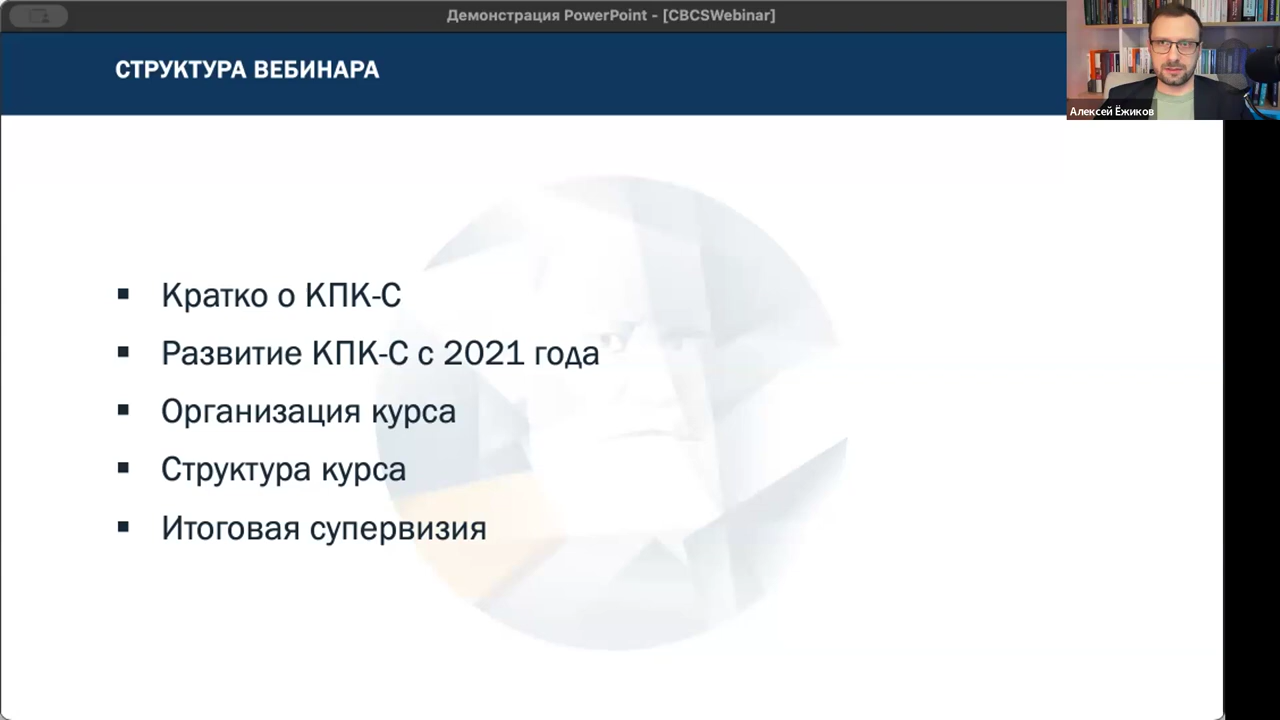 Демонстрация PowerPoint - [CBCSWebinar]
СТРУКТУРА ВЕБИНАРА
Алексей Ёжиков
▪ Кратко о КПК-С
▪ Развитие КПК-С с 2021 года
▪ Организация курса
▪ Структура курса
▪ Итоговая супервизия